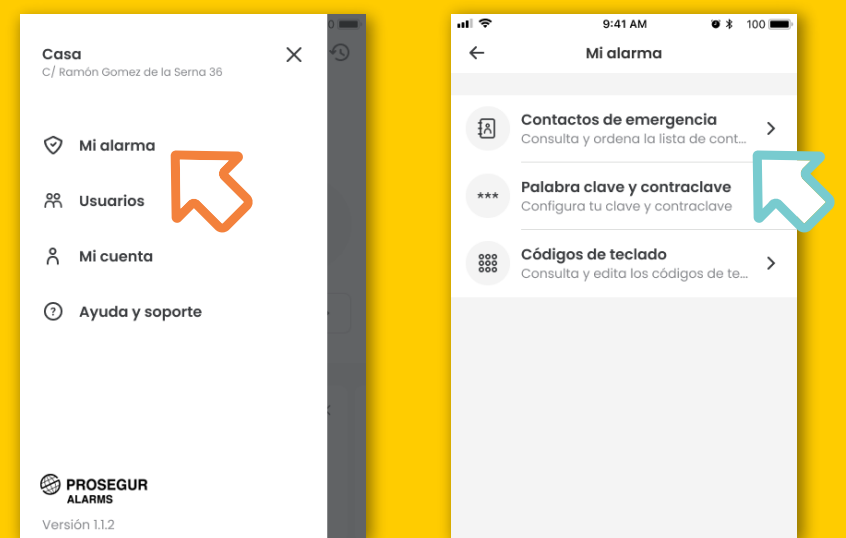 Casa
C/ Ramón Gomez de la Serna 36
Mi alarma
Usuarios
Mi cuenta
Ayuda y soporte
PROSEGUR
ALARMS
Versión 1.1.2
9:41 AM
100
Mi alarma
Contactos de emergencia
Consulta y ordena la lista de cont...
***
Palabra clave y contraclave
Configura tu clave y contraclave
Códigos de teclado
Consulta y edita los códigos de te...